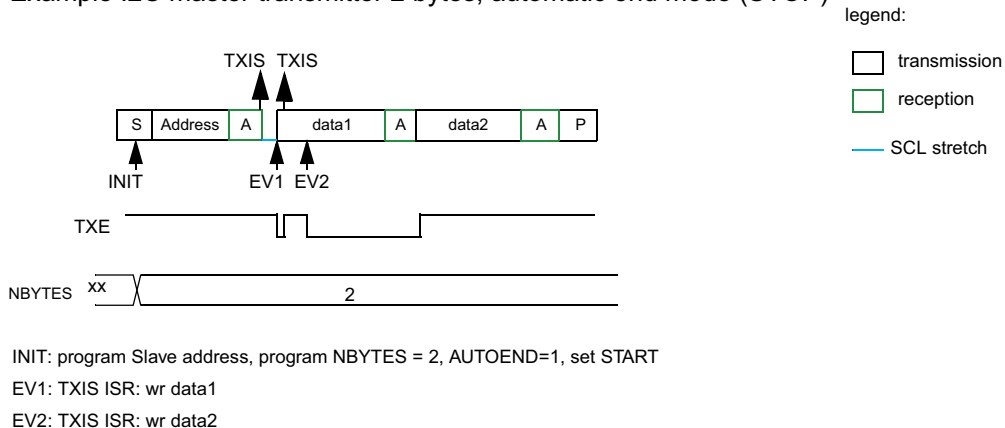 Example I2C master transmitter 2 bytes, automatic end mode (STOP)
legend:
transmission
reception
SCL stretch
TXIS TXIS
S Address A data1 A data2 A P
INIT EV1 EV2
TXE
NBYTES xx 2
INIT: program Slave address, program NBYTES = 2, AUTOEND=1, set START
EV1: TXIS ISR: wr data1
EV2: TXIS ISR: wr data2